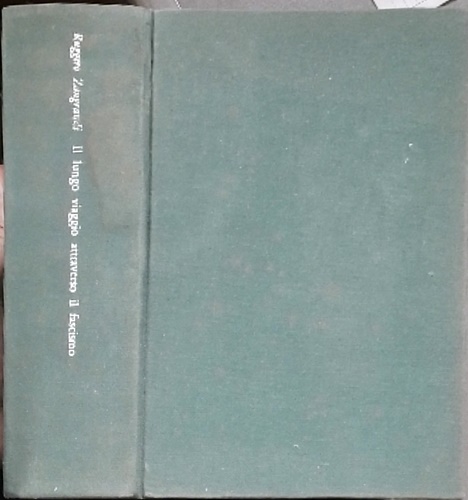 Ruggero Zangrandi Il lungo viaggio attraverso il fascismo